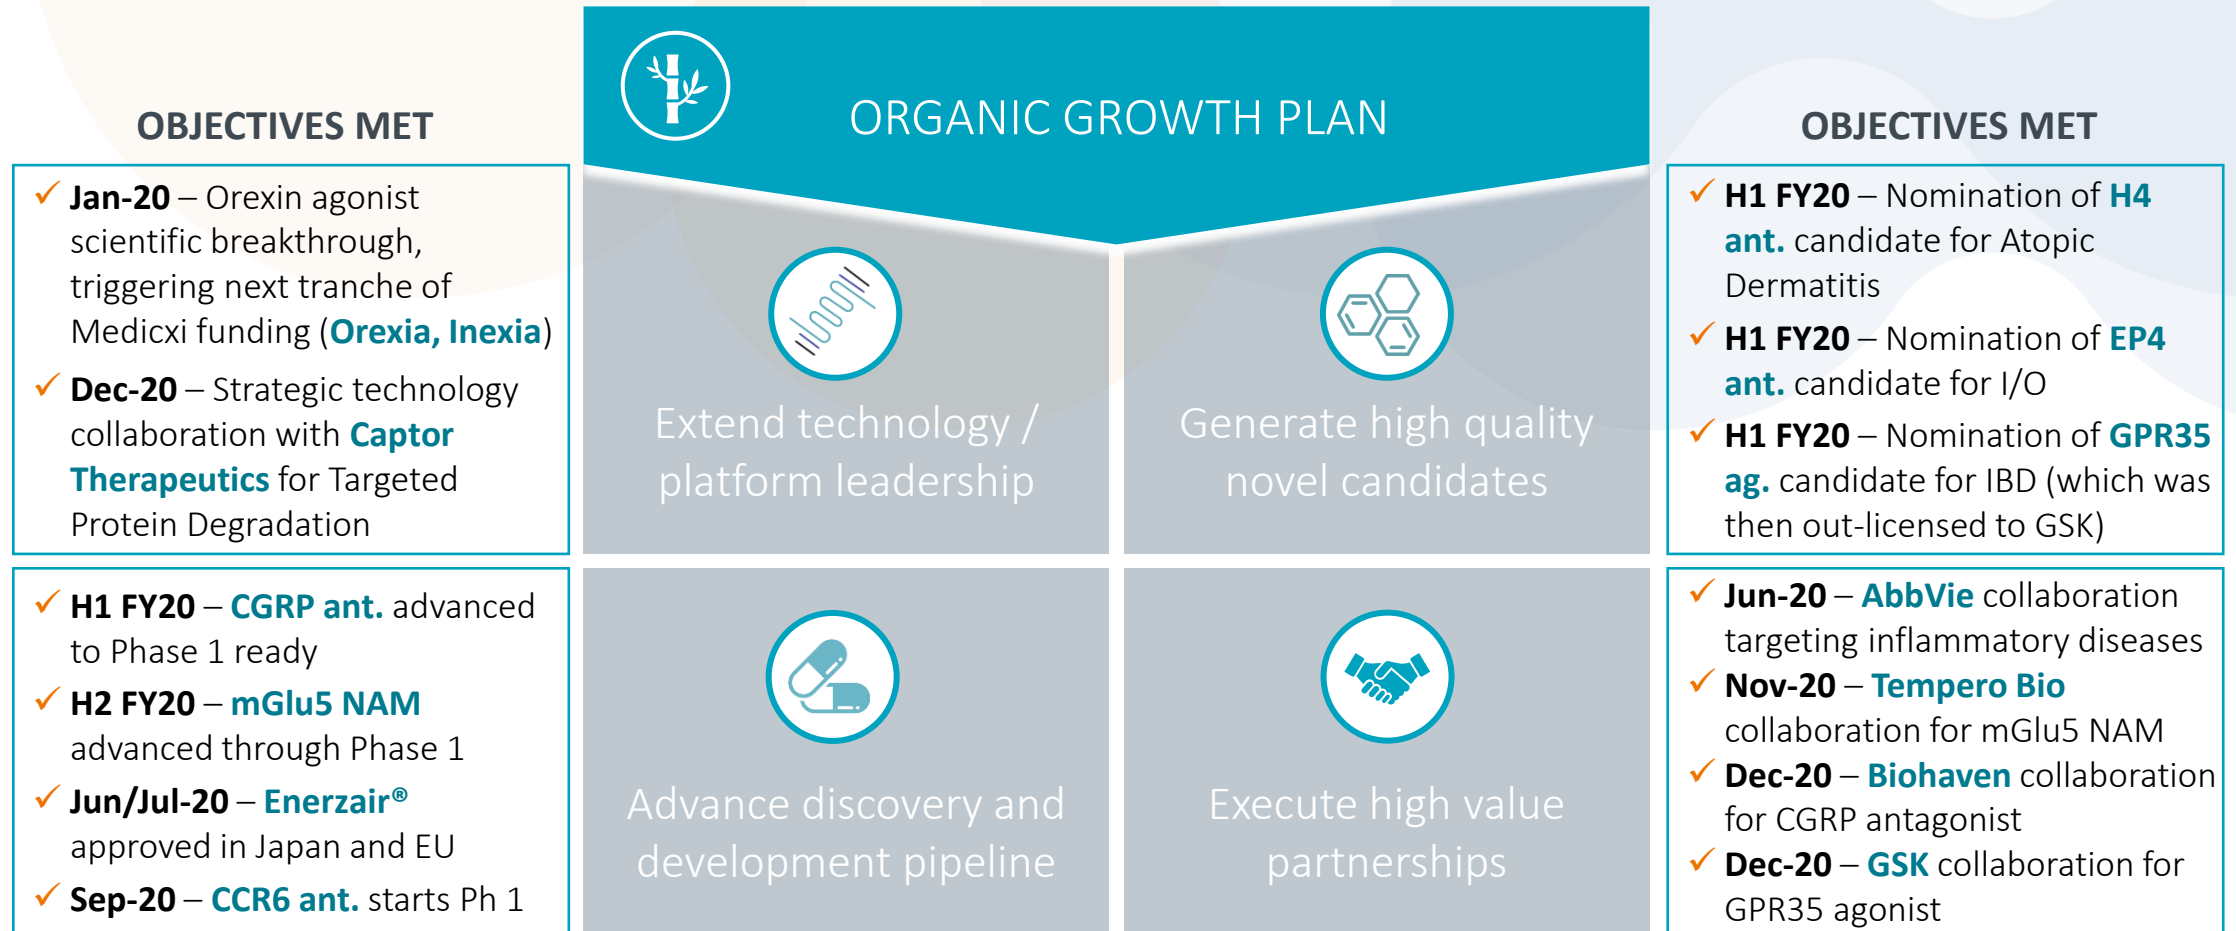 ORGANIC GROWTH PLAN
OBJECTIVES MET
Jan-20 – Orexin agonist
scientific breakthrough,
triggering next tranche of
Medicxi funding (Orexia, Inexia)
Dec-20 – Strategic technology
collaboration with Captor
Therapeutics for Targeted
Protein Degradation
H1 FY20 – CGRP ant. advanced
to Phase 1 ready
H2 FY20 – mGlu5 NAM
advanced through Phase 1
Jun/Jul-20 – Enerzair®
approved in Japan and EU
Sep-20 – CCR6 ant. starts Ph 1
Extend technology /
platform leadership
Generate high quality
novel candidates
Advance discovery and
development pipeline
Execute high value
partnerships
OBJECTIVES MET
H1 FY20 – Nomination of H4
ant. candidate for Atopic
Dermatitis
H1 FY20 – Nomination of EP4
ant. candidate for I/O
H1 FY20 – Nomination of GPR35
ag. candidate for IBD (which was
then out-licensed to GSK)
Jun-20 – AbbVie collaboration
targeting inflammatory diseases
Nov-20 – Tempero Bio
collaboration for mGlu5 NAM
Dec-20 – Biohaven collaboration
for CGRP antagonist
Dec-20 – GSK collaboration for
GPR35 agonist